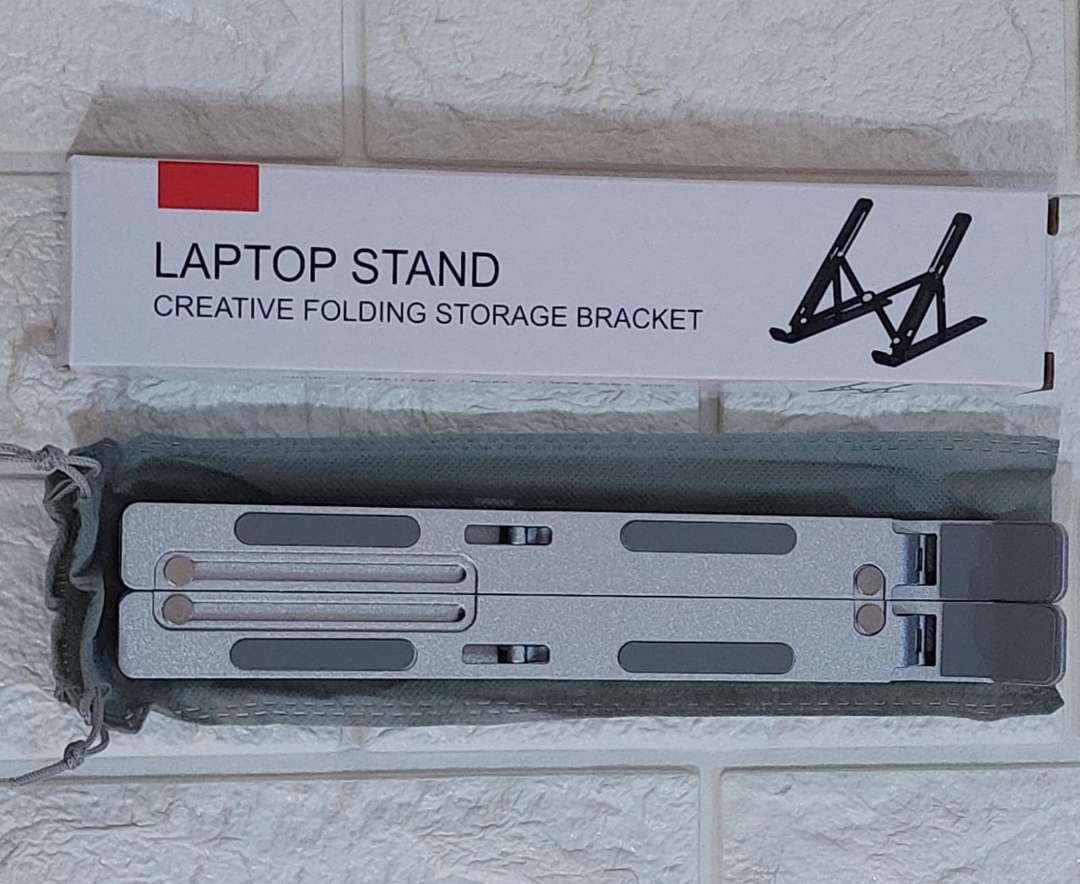 LAPTOP STAND
CREATIVE FOLDING STORAGE BRACKET